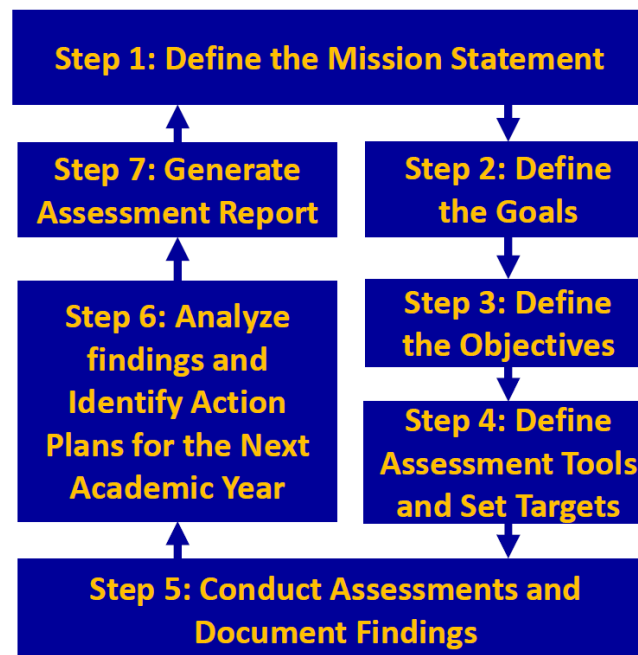 Step 1: Define the Mission Statement
Step 7: Generate
Assessment Report
Step 2: Define
the Goals
Step 3: Define
the Objectives
Step 6: Analyze
findings and
Identify Action
Plans for the Next
Academic Year
Step 4: Define
Assessment Tools
and Set Targets
Step 5: Conduct Assessments and
Document Findings